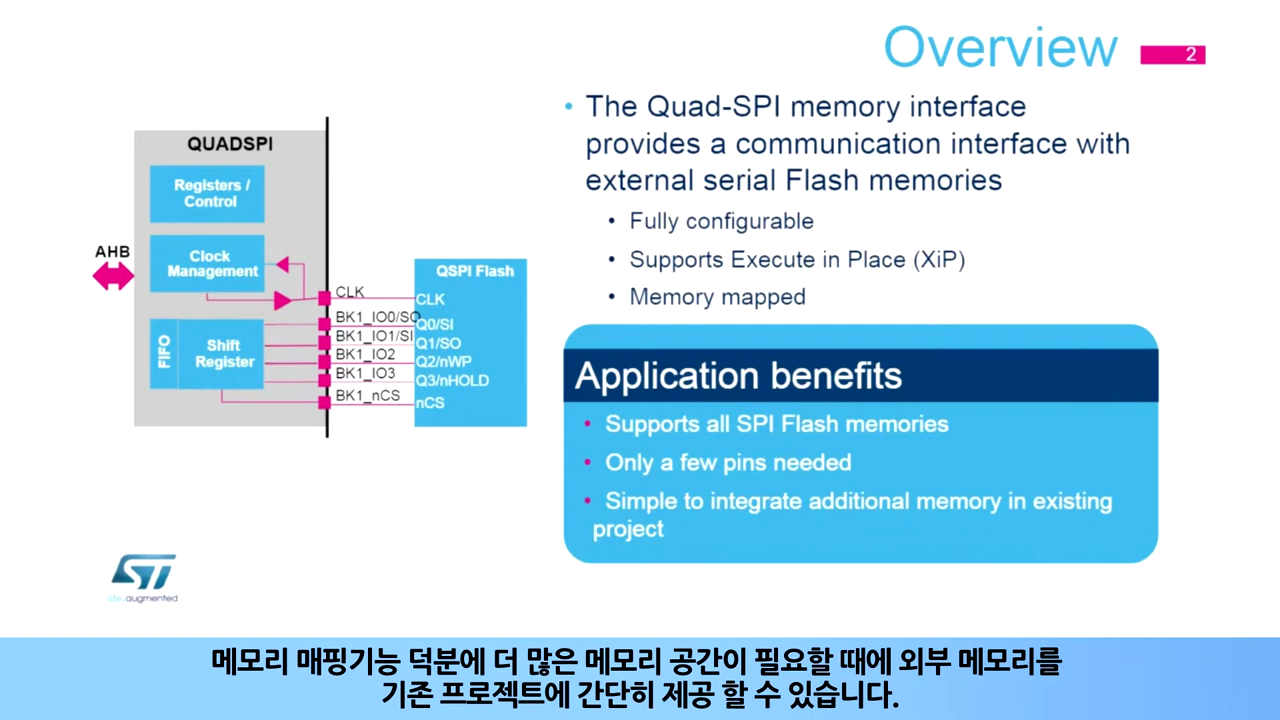 Overview
2
QUADSPI
Registers /
Control
AHB
Clock
Management
FIFO
Shift
Register
CLK
BK1_IO0/SO
BK1_IO1/SI
BK1_IO2
BK1_IO3
BK1_nCS
QSPI Flash
CLK
Q0/SI
Q1/SO
Q2/nWP
Q3/nHOLD
nCS
• The Quad-SPI memory interface
provides a communication interface with
external serial Flash memories
• Fully configurable
• Supports Execute in Place (XiP)
• Memory mapped
Application benefits
• Supports all SPI Flash memories
• Only a few pins needed
• Simple to integrate additional memory in existing
project
ST
life.augmented
메모리 매핑기능 덕분에 더 많은 메모리 공간이 필요할 때에 외부 메모리를
기존 프로젝트에 간단히 제공 할 수 있습니다.